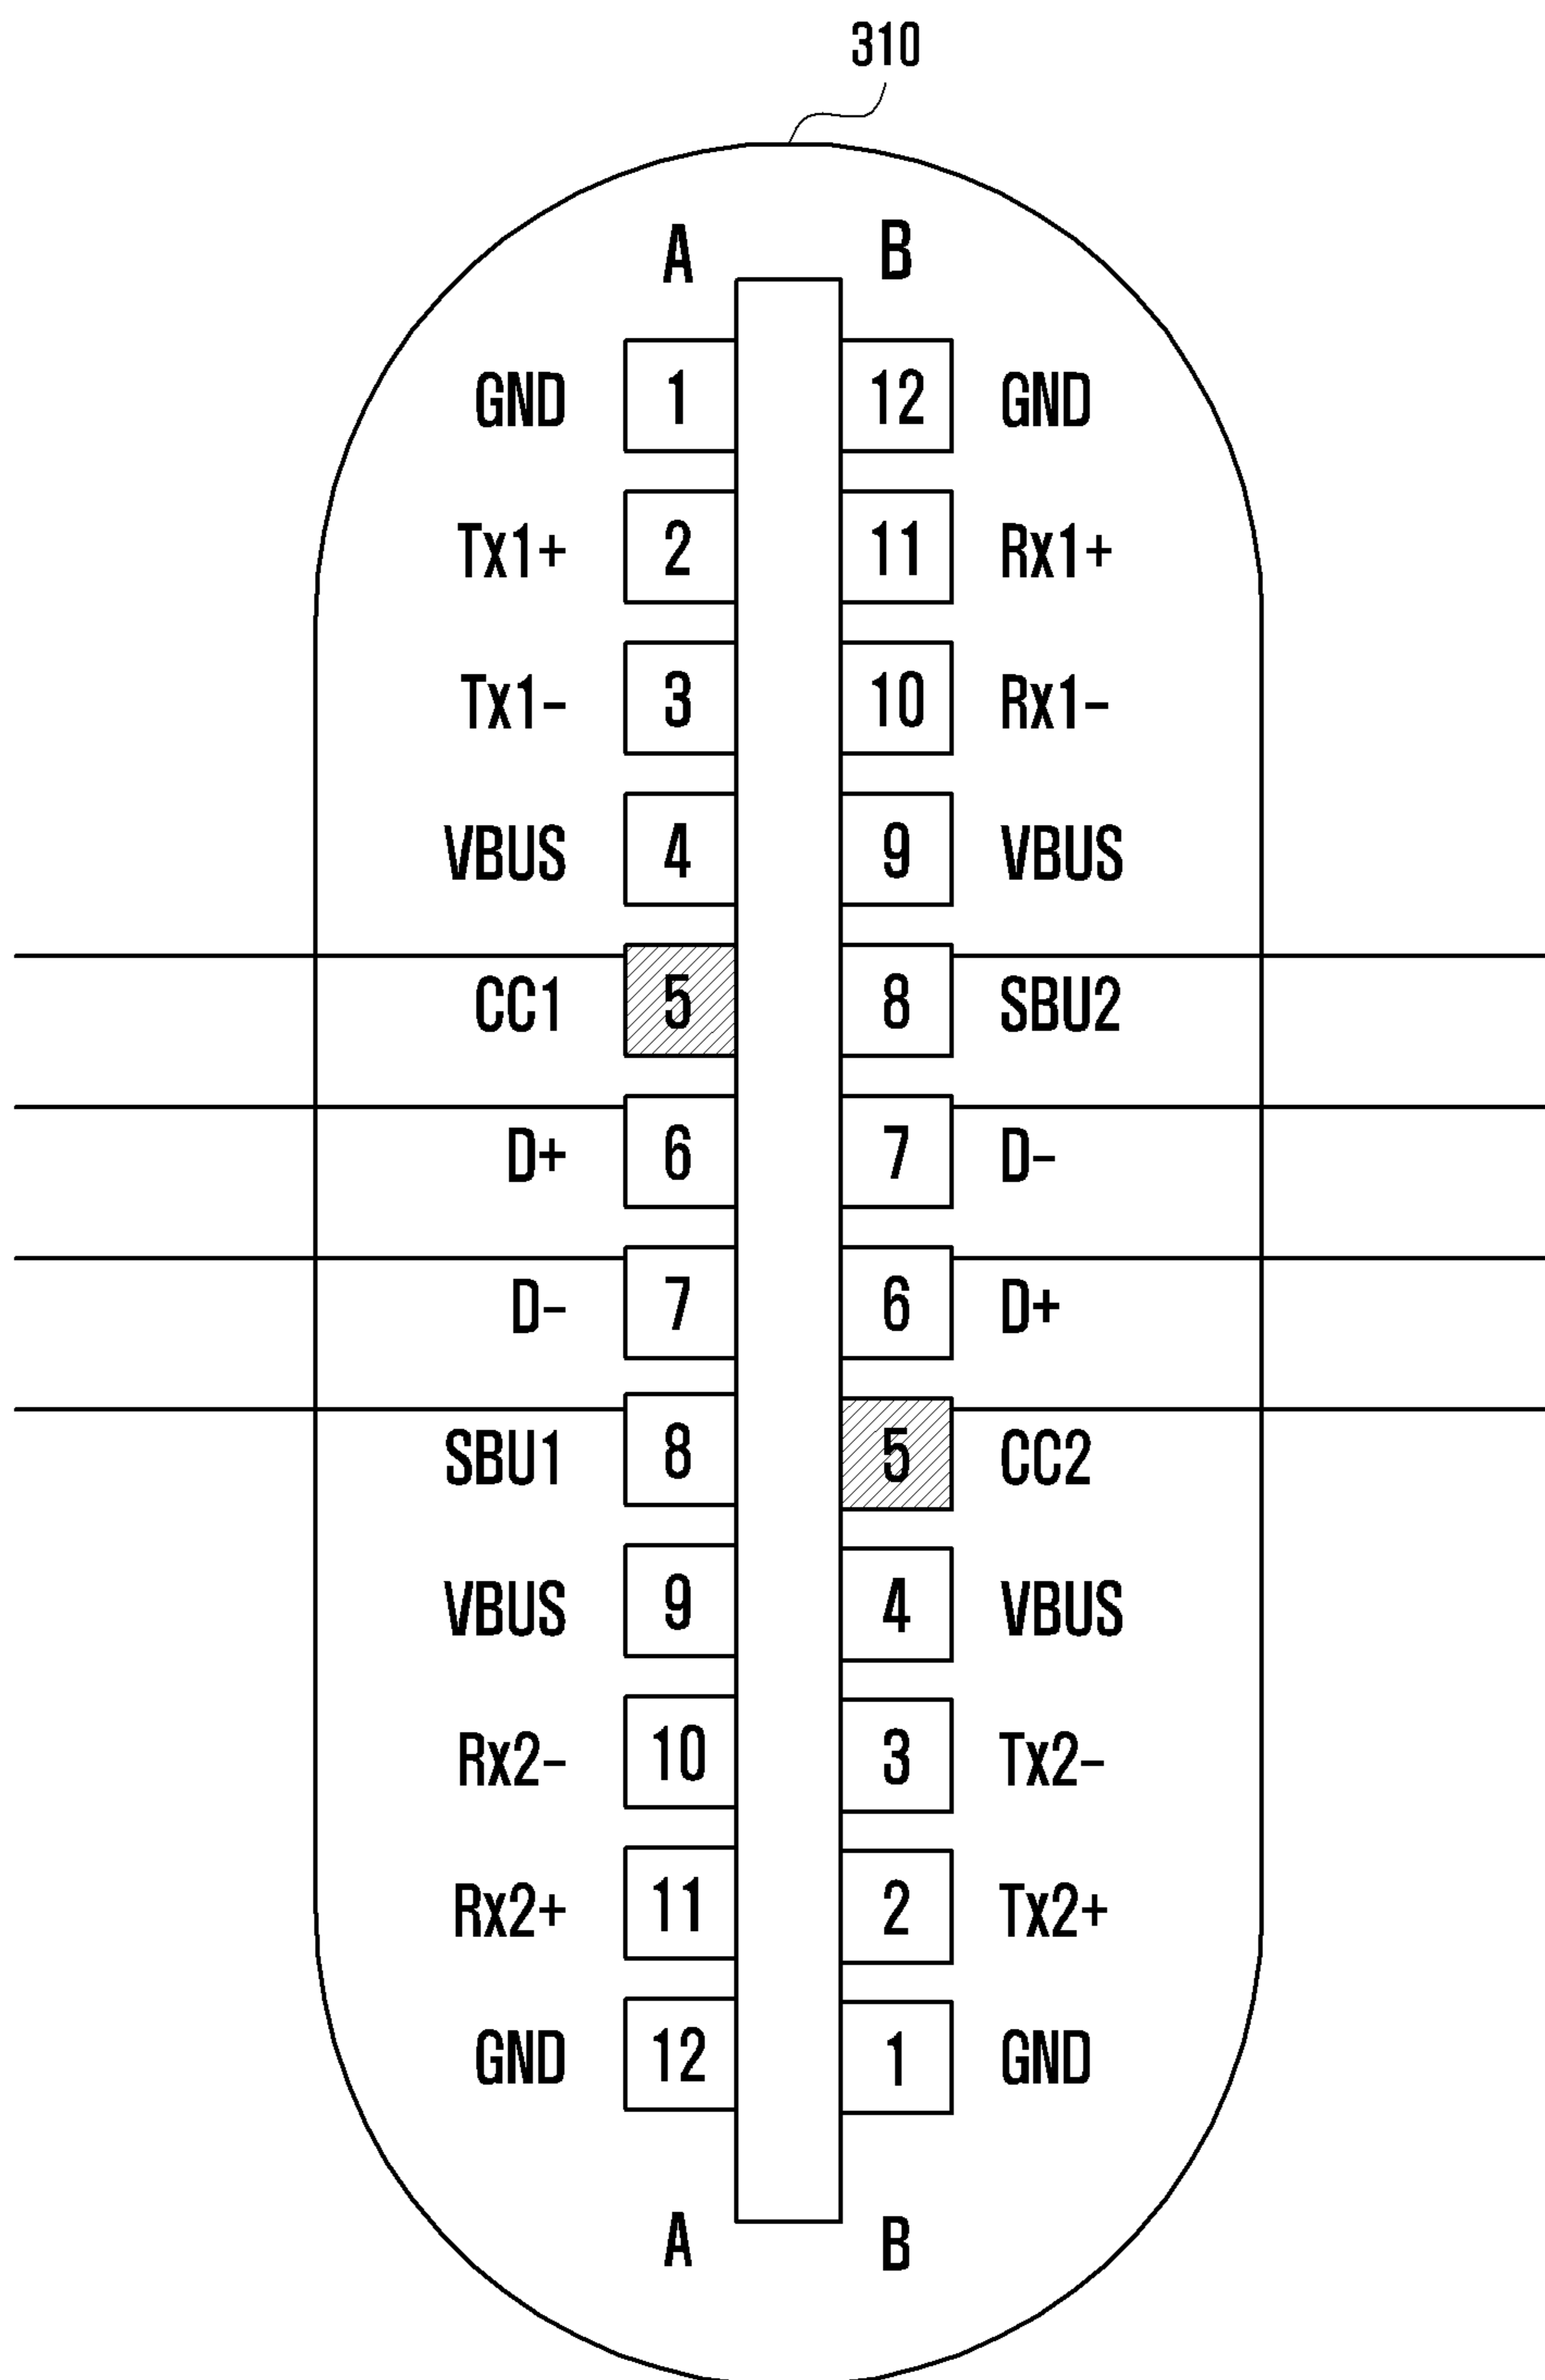 310
A B
GND 1 12 GND
Tx1+ 2 11 Rx1+
Tx1- 3 10 Rx1-
VBUS 4 9 VBUS
CC1 5 8 SBU2
D+ 6 7 D-
D- 7 6 D+
SBU1 8 5 CC2
VBUS 9 4 VBUS
Rx2- 10 3 Tx2-
Rx2+ 11 2 Tx2+
GND 12 1 GND
A B